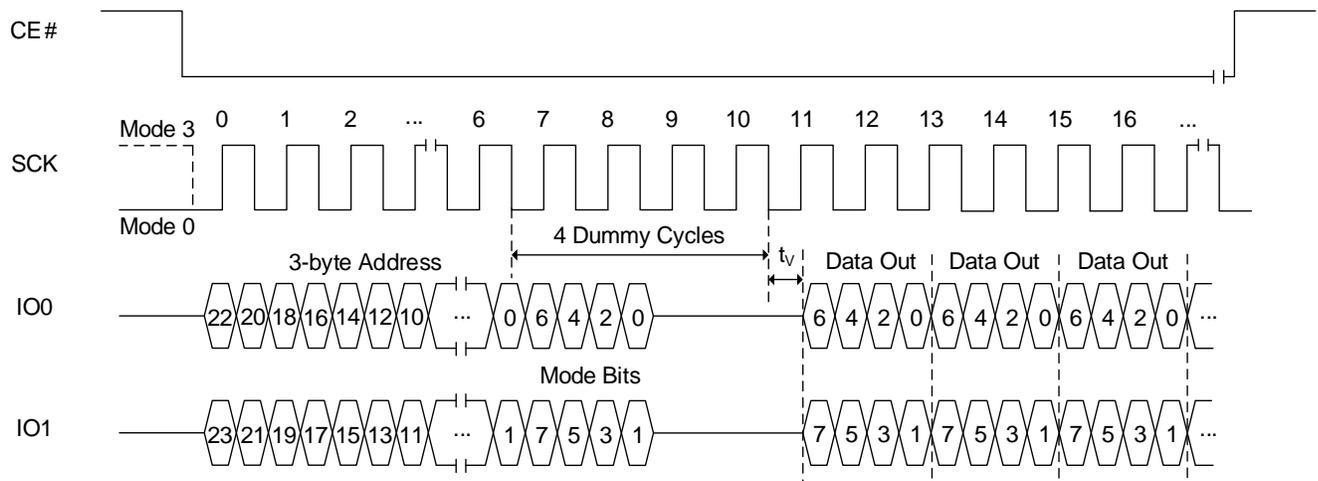 CE#
0 1 2 ... 6 7 8 9 10 11 12 13 14 15 16 ...
Mode 3
SCK
Mode 0
4 Dummy Cycles
3-byte Address
tV
Data Out Data Out Data Out
IO0
22 20 18 16 14 12 10 ... 0 6 4 2 0 6 4 2 0 6 4 2 0 6 4 2 0 ...
Mode Bits
IO1
23 21 19 17 15 13 11 ... 1 7 5 3 1 7 5 3 1 7 5 3 1 7 5 3 1 ...